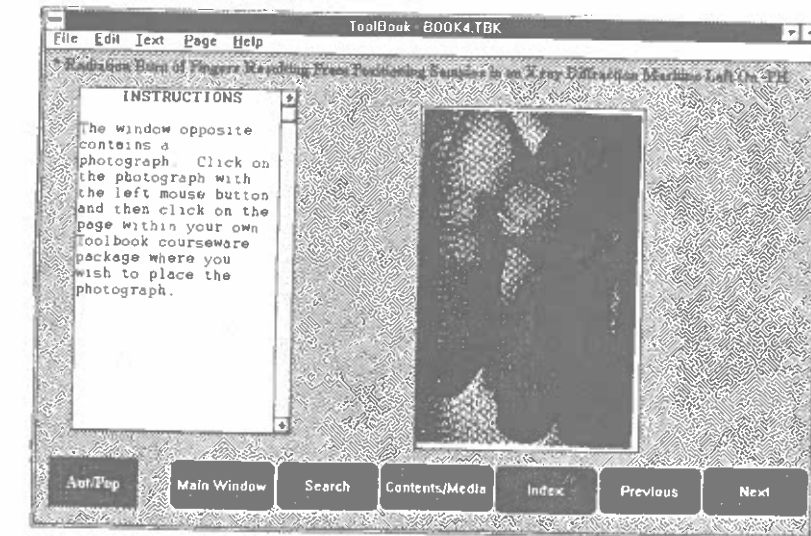 ToolBook - BOOK4.TBK
File Edit Text Page Help
* Radiation Burn of Fingers Resulting From Positioning Samples in an X ray Diffraction Machine Left On -PH
INSTRUCTIONS
The window opposite
contains a
photograph. Click on
the photograph with
the left mouse button
and then click on the
page within your own
Toolbook courseware
package where you
wish to place the
photograph.
Aut/Pop Main Window Search Contents/Media Index Previous Next